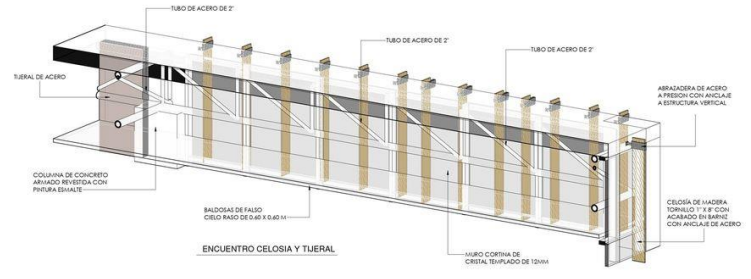 TUBO DE ACERO DE 2'
TUBO DE ACERO DE 2'
TUBO DE ACERO DE 2'
TIJERAL DE ACERO
ABRAZADERA DE ACERO
A PRESION CON ANCLAJE
A ESTRUCTURA VERTICAL
COLUMNA DE CONCRETO
ARMADO REVESTIDA CON
PINTURA ESMALTE
BALDOSAS DE FALSO
CIELO RASO DE 0.60 X 0.60 M
CELOSÍA DE MADERA
TORNILLO 1" X 8" CON
ACABADO EN BARNIZ
CON ANCLAJE DE ACERO
ENCUENTRO CELOSIA Y TIJERAL
MURO CORTINA DE
CRISTAL TEMPLADO DE 12MM